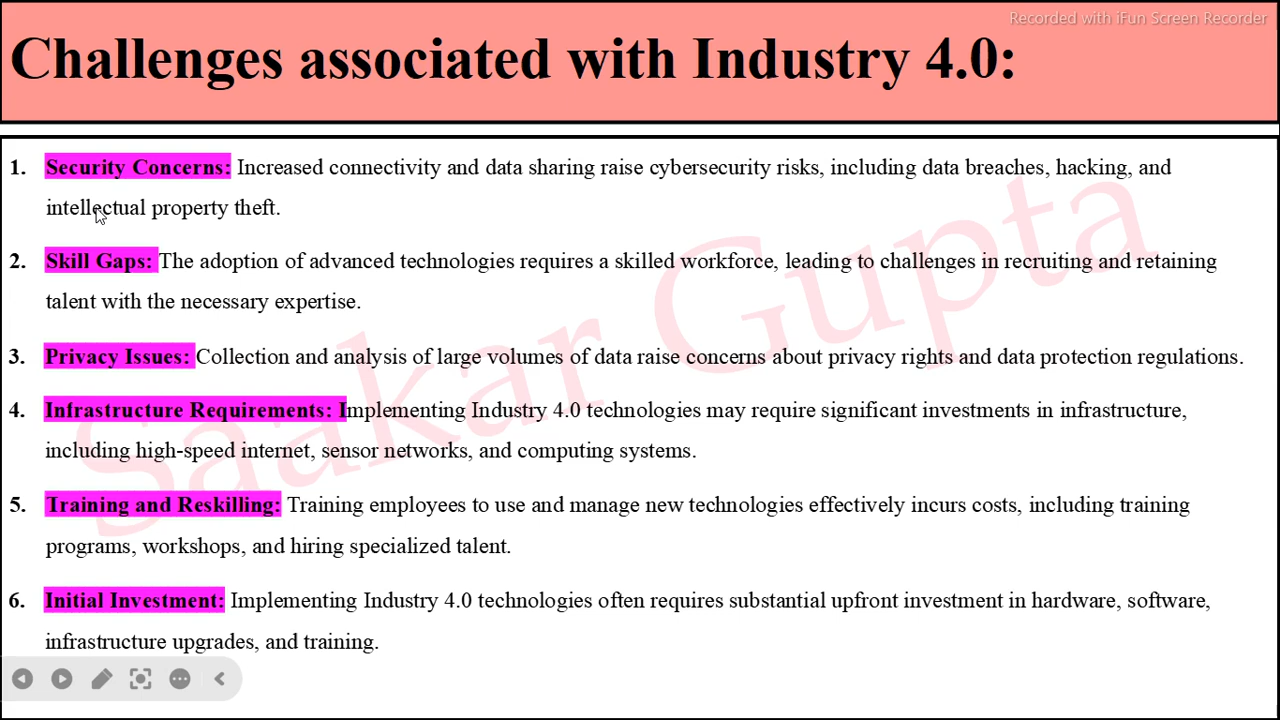 Recorded with iFun Screen Recorder
Challenges associated with Industry 4.0:
1. Security Concerns: Increased connectivity and data sharing raise cybersecurity risks, including data breaches, hacking, and
intellectual property theft.
2. Skill Gaps: The adoption of advanced technologies requires a skilled workforce, leading to challenges in recruiting and retaining
talent with the necessary expertise.
3. Privacy Issues: Collection and analysis of large volumes of data raise concerns about privacy rights and data protection regulations.
4. Infrastructure Requirements: Implementing Industry 4.0 technologies may require significant investments in infrastructure,
including high-speed internet, sensor networks, and computing systems.
5. Training and Reskilling: Training employees to use and manage new technologies effectively incurs costs, including training
programs, workshops, and hiring specialized talent.
6. Initial Investment: Implementing Industry 4.0 technologies often requires substantial upfront investment in hardware, software,
infrastructure upgrades, and training.
Saakar Gupta